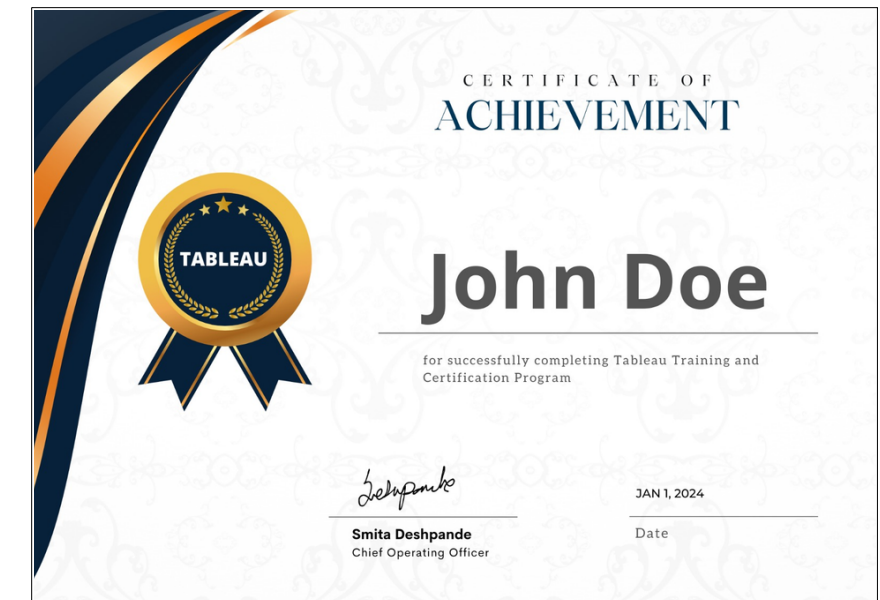 CERTIFICATE OF
ACHIEVEMENT
TABLEAU
John Doe
for successfully completing Tableau Training and
Certification Program
JAN 1, 2024
Smita Deshpande
Chief Operating Officer
Date